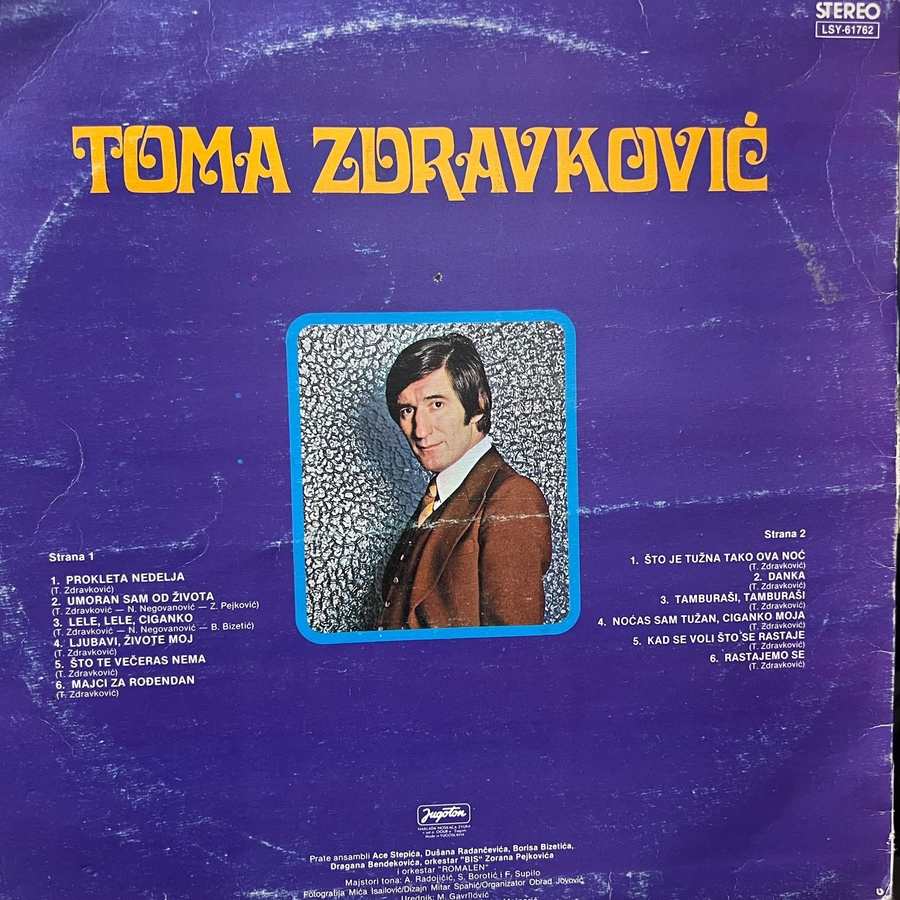 STEREO
LSY-61762
TOMA ZDRAVKOVIĆ
Strana 1
1. PROKLETA NEDELJA
(T. Zdravković)
2. UMORAN SAM OD ŽIVOTA
(T. Zdravković — N. Negovanović — Z. Pejković)
3. LELE, LELE, CIGANKO
(T. Zdravković — N. Negovanović — B. Bizetić)
4. LJUBAVI, ŽIVOTE MOJ
(T. Zdravković)
5. ŠTO TE VEČERAS NEMA
(T. Zdravković)
6. MAJCI ZA ROĐENDAN
(T. Zdravković)
Strana 2
1. ŠTO JE TUŽNA TAKO OVA NOĆ
(T. Zdravković)
2. DANKA
(T. Zdravković)
3. TAMBURAŠI, TAMBURAŠI
(T. Zdravković)
4. NOĆAS SAM TUŽAN, CIGANKO MOJA
(T. Zdravković)
5. KAD SE VOLI ŠTO SE RASTAJE
(T. Zdravković)
6. RASTAJEMO SE
(T. Zdravković)
Jugoton
Prate ansambli Ace Stepića, Dušana Radančevića, Borisa Bizetića,
Dragana Bendekovića, orkestar "BIS" Zorana Pejkovića
i orkestar "ROMALEN"
Majstori tona: A. Radojičić, S. Borotić i F. Supilo
Fotografija Mića Isailović/Dizajn Mitar Spahić/Organizator Obrad Jovović
Urednik: M. Gavrilović